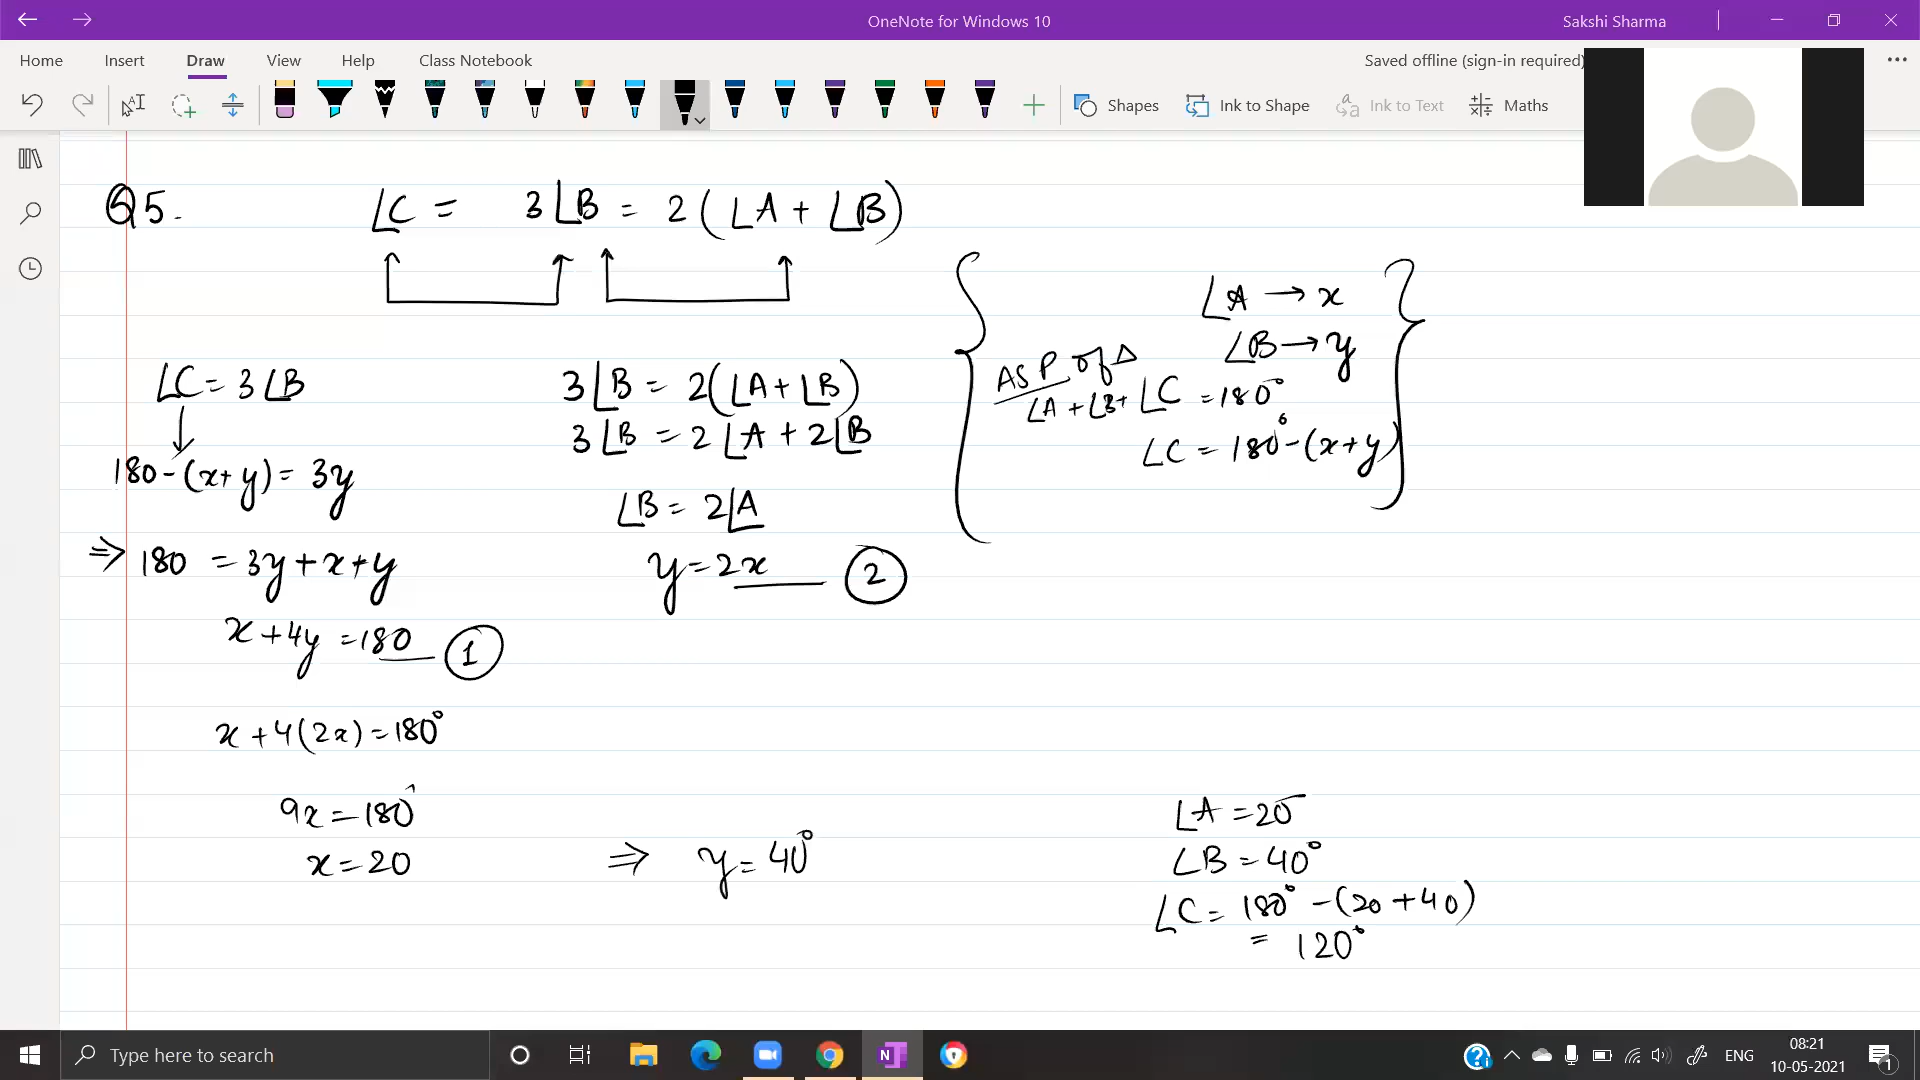 OneNote for Windows 10
Sakshi Sharma
Home Insert Draw View Help Class Notebook
Saved offline (sign-in required)
Shapes Ink to Shape Ink to Text Maths
Q5. ∠C = 3∠B = 2(∠A + ∠B)
∠C = 3∠B
180-(x+y) = 3y
⇒ 180 = 3y+x+y
x+4y = 180 — 1
x+4(2x) = 180°
9x = 180°
x = 20
⇒ y = 40°
3∠B = 2(∠A + ∠B)
3∠B = 2∠A + 2∠B
∠B = 2∠A
y = 2x — 2
∠A → x
∠B → y
ASP of Δ
∠A + ∠B + ∠C = 180°
∠C = 180° - (x+y)
∠A = 20°
∠B = 40°
∠C = 180° - (20+40)
= 120°
Type here to search
ENG
08:21
10-05-2021
1